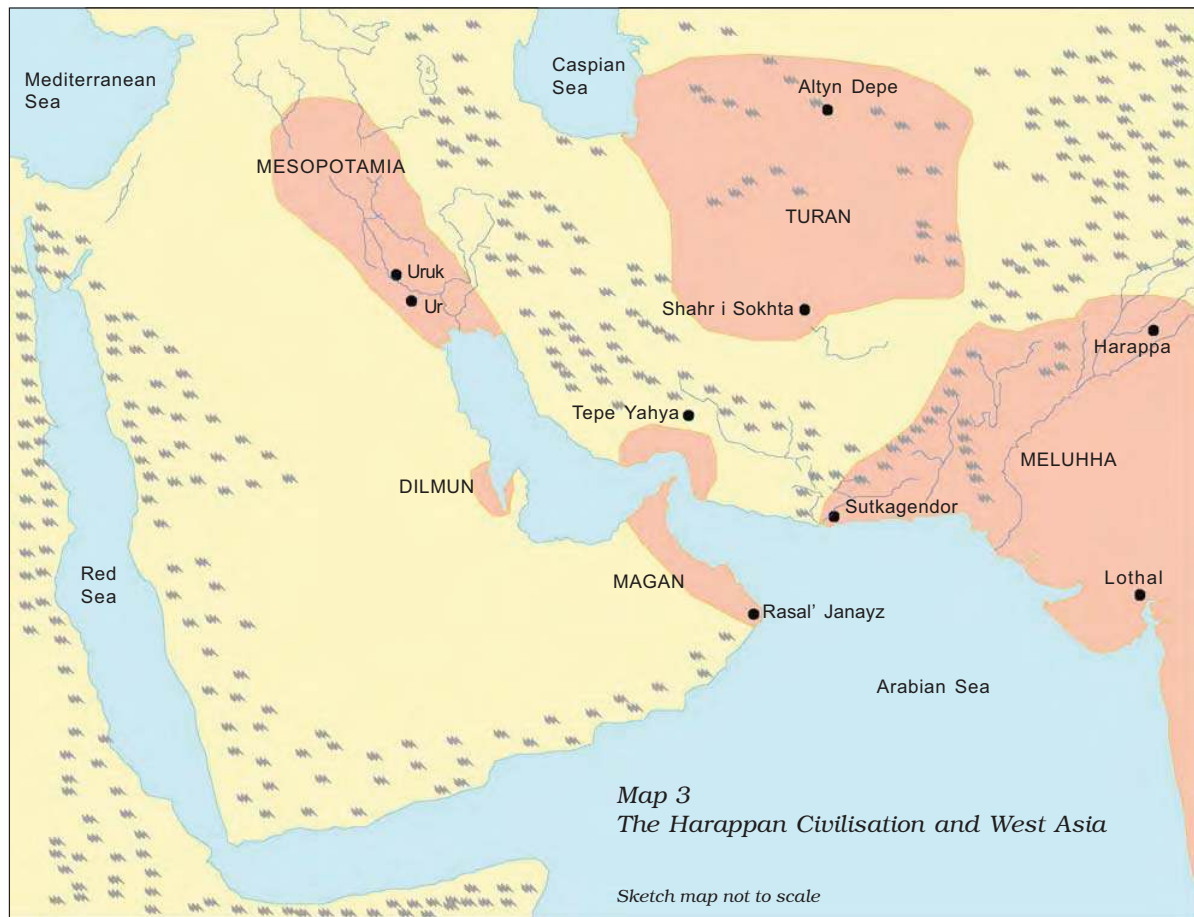 Mediterranean
Sea
Caspian
Sea
Altyn Depe
MESOPOTAMIA
TURAN
Uruk
Ur
Shahr i Sokhta
Harappa
Tepe Yahya
MELUHHA
DILMUN
Sutkagendor
Red
Sea
MAGAN
Lothal
Rasal’ Janayz
Arabian Sea
Map 3
The Harappan Civilisation and West Asia
Sketch map not to scale